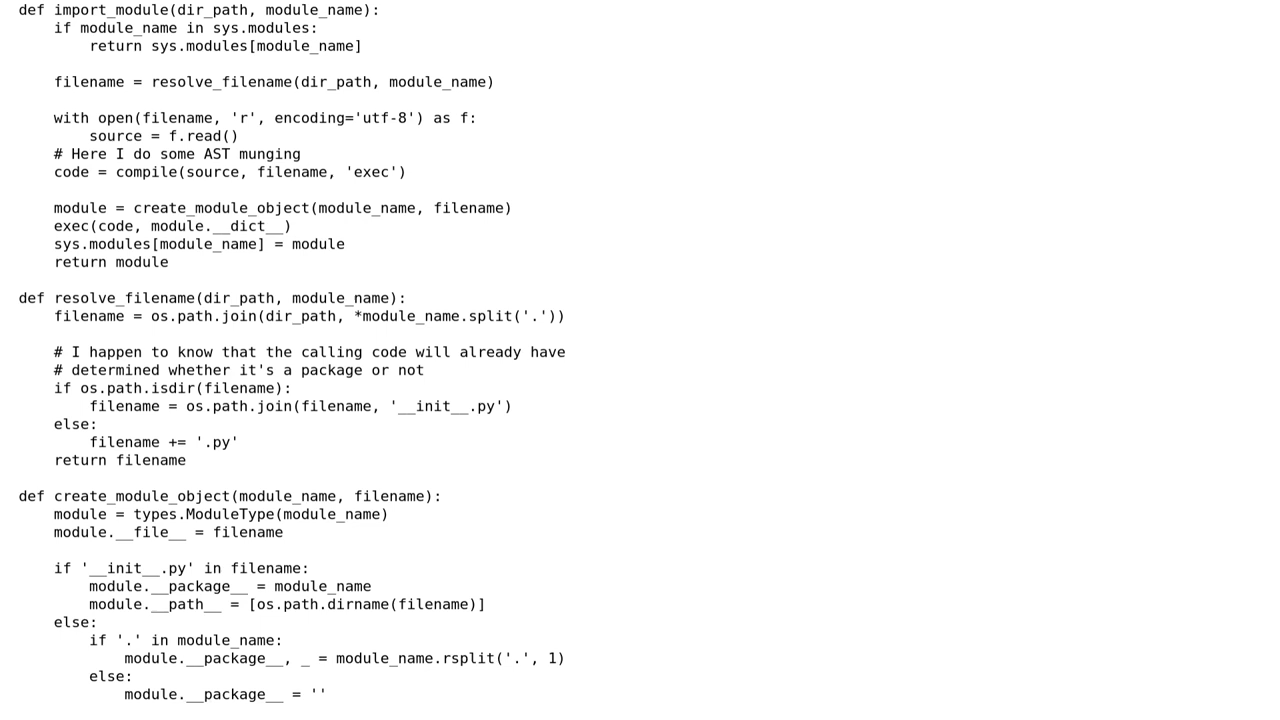 def import_module(dir_path, module_name):
    if module_name in sys.modules:
        return sys.modules[module_name]

    filename = resolve_filename(dir_path, module_name)

    with open(filename, 'r', encoding='utf-8') as f:
        source = f.read()
    # Here I do some AST munging
    code = compile(source, filename, 'exec')

    module = create_module_object(module_name, filename)
    exec(code, module.__dict__)
    sys.modules[module_name] = module
    return module

def resolve_filename(dir_path, module_name):
    filename = os.path.join(dir_path, *module_name.split('.'))

    # I happen to know that the calling code will already have
    # determined whether it's a package or not
    if os.path.isdir(filename):
        filename = os.path.join(filename, '__init__.py')
    else:
        filename += '.py'
    return filename

def create_module_object(module_name, filename):
    module = types.ModuleType(module_name)
    module.__file__ = filename

    if '__init__.py' in filename:
        module.__package__ = module_name
        module.__path__ = [os.path.dirname(filename)]
    else:
        if '.' in module_name:
            module.__package__, _ = module_name.rsplit('.', 1)
        else:
            module.__package__ = ''